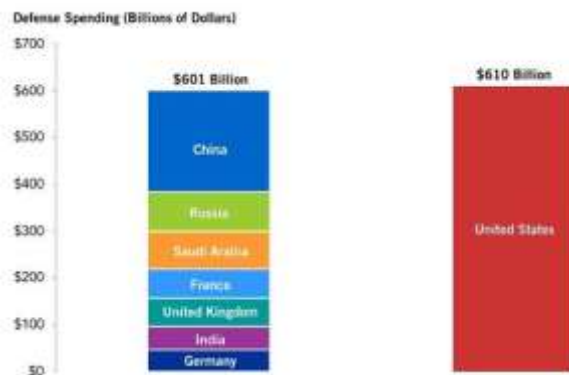 Defense Spending (Billions of Dollars)
$700
$601 Billion
$610 Billion
$600
$500
China
$400
Russia
$300
United States
Saudi Arabia
$200
France
United Kingdom
$100
India
Germany
$0